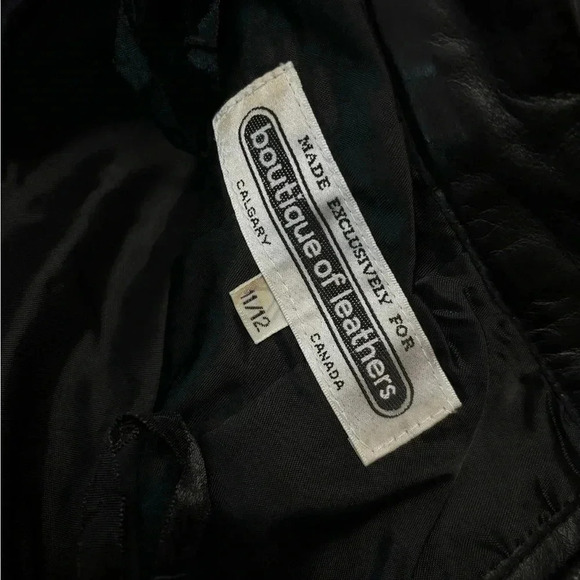 MADE EXCLUSIVELY FOR
boutique of leathers
CALGARY CANADA
11/12